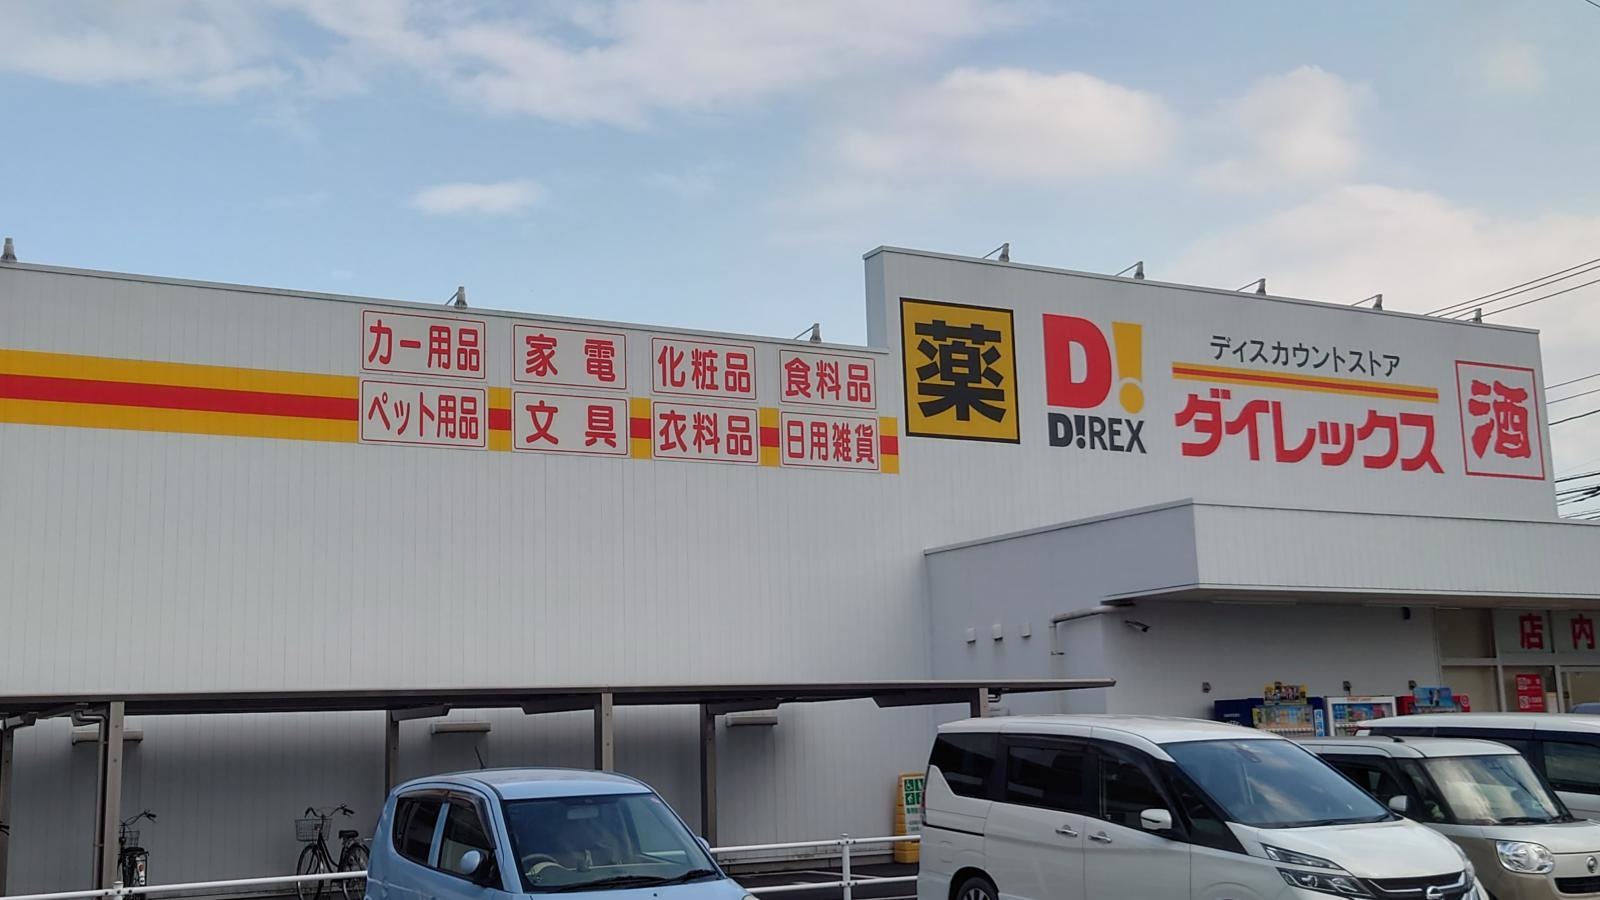 カー用品
家電
化粧品
食料品
ペット用品
文具
衣料品
日用雑貨
薬
D!
D!REX
ディスカウントストア
ダイレックス
酒
店内